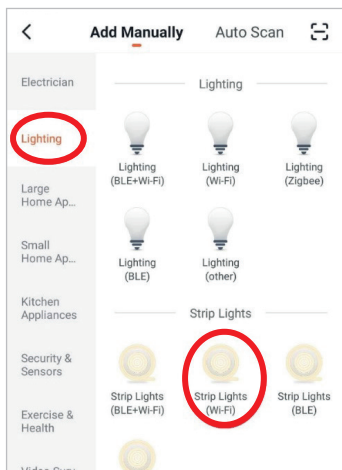 Add Manually Auto Scan
Electrician
Lighting
Large
Home Ap...
Small
Home Ap...
Kitchen
Appliances
Security &
Sensors
Exercise &
Health
Lighting
Lighting
(BLE+Wi-Fi)
Lighting
(Wi-Fi)
Lighting
(Zigbee)
Lighting
(BLE)
Lighting
(other)
Strip Lights
Strip Lights
(BLE+Wi-Fi)
Strip Lights
(Wi-Fi)
Strip Lights
(BLE)